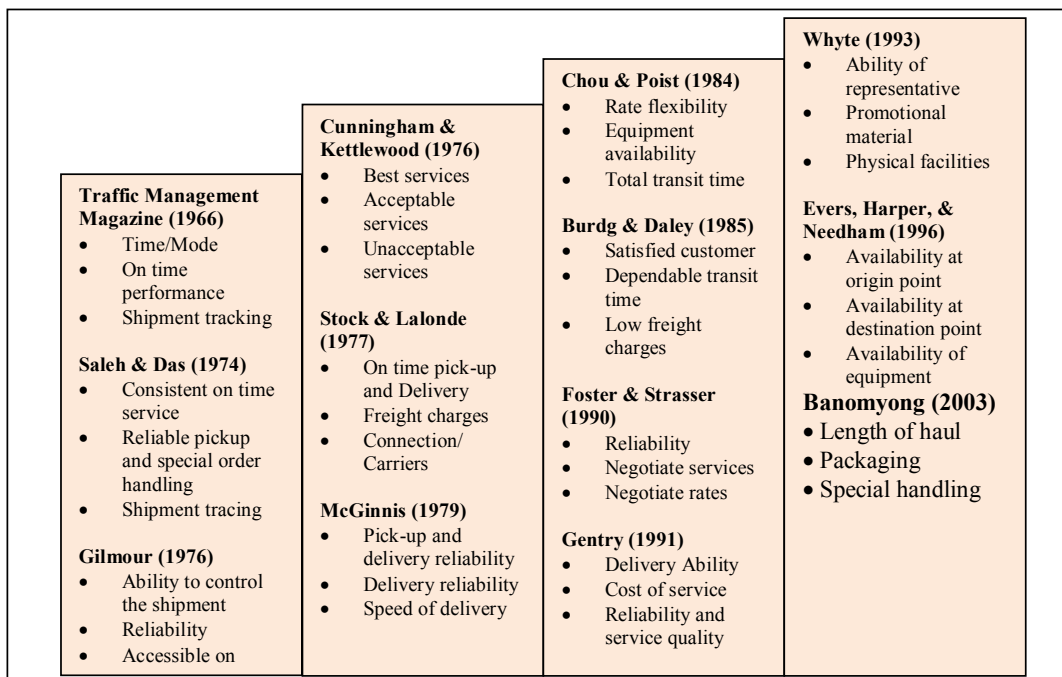 Traffic Management
Magazine (1966)
• Time/Mode
• On time
performance
• Shipment tracking
Saleh & Das (1974)
• Consistent on time
service
• Reliable pickup
and special order
handling
• Shipment tracing
Gilmour (1976)
• Ability to control
the shipment
• Reliability
• Accessible on
Cunningham &
Kettlewood (1976)
• Best services
• Acceptable
services
• Unacceptable
services
Stock & Lalonde
(1977)
• On time pick-up
and Delivery
• Freight charges
• Connection/
Carriers
McGinnis (1979)
• Pick-up and
delivery reliability
• Delivery reliability
• Speed of delivery
Chou & Poist (1984)
• Rate flexibility
• Equipment
availability
• Total transit time
Burdg & Daley (1985)
• Satisfied customer
• Dependable transit
time
• Low freight
charges
Foster & Strasser
(1990)
• Reliability
• Negotiate services
• Negotiate rates
Gentry (1991)
• Delivery Ability
• Cost of service
• Reliability and
service quality
Whyte (1993)
• Ability of
representative
• Promotional
material
• Physical facilities
Evers, Harper, &
Needham (1996)
• Availability at
origin point
• Availability at
destination point
• Availability of
equipment
Banomyong (2003)
• Length of haul
• Packaging
• Special handling